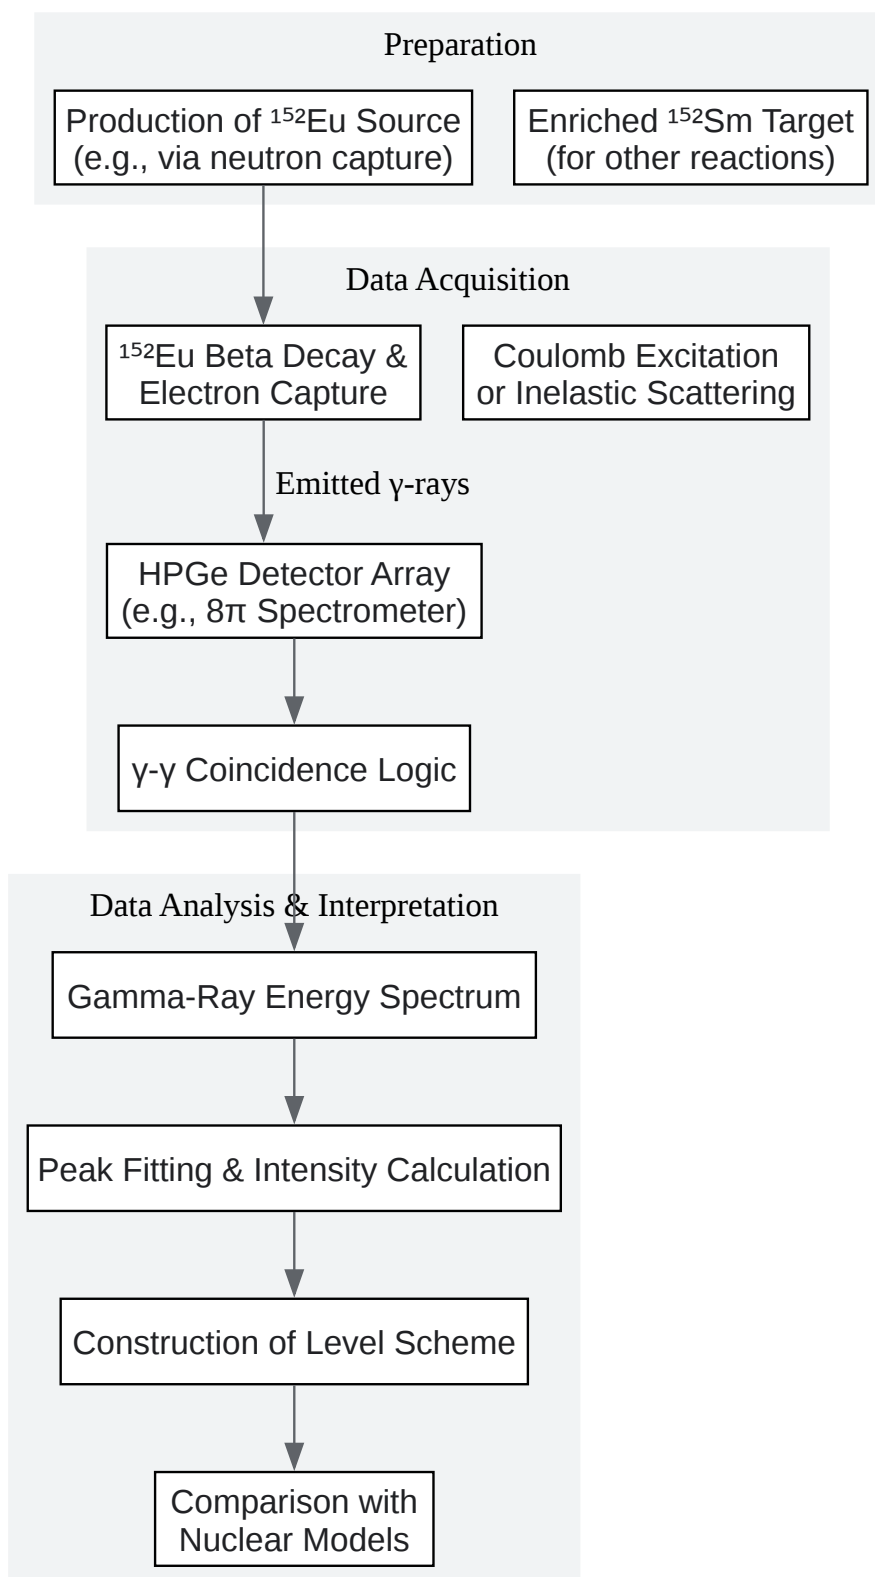 Preparation
Production of ¹⁵²Eu Source
(e.g., via neutron capture)
Enriched ¹⁵²Sm Target
(for other reactions)
Data Acquisition
¹⁵²Eu Beta Decay &
Electron Capture
Coulomb Excitation
or Inelastic Scattering
Emitted γ-rays
HPGe Detector Array
(e.g., 8π Spectrometer)
γ-γ Coincidence Logic
Data Analysis & Interpretation
Gamma-Ray Energy Spectrum
Peak Fitting & Intensity Calculation
Construction of Level Scheme
Comparison with
Nuclear Models